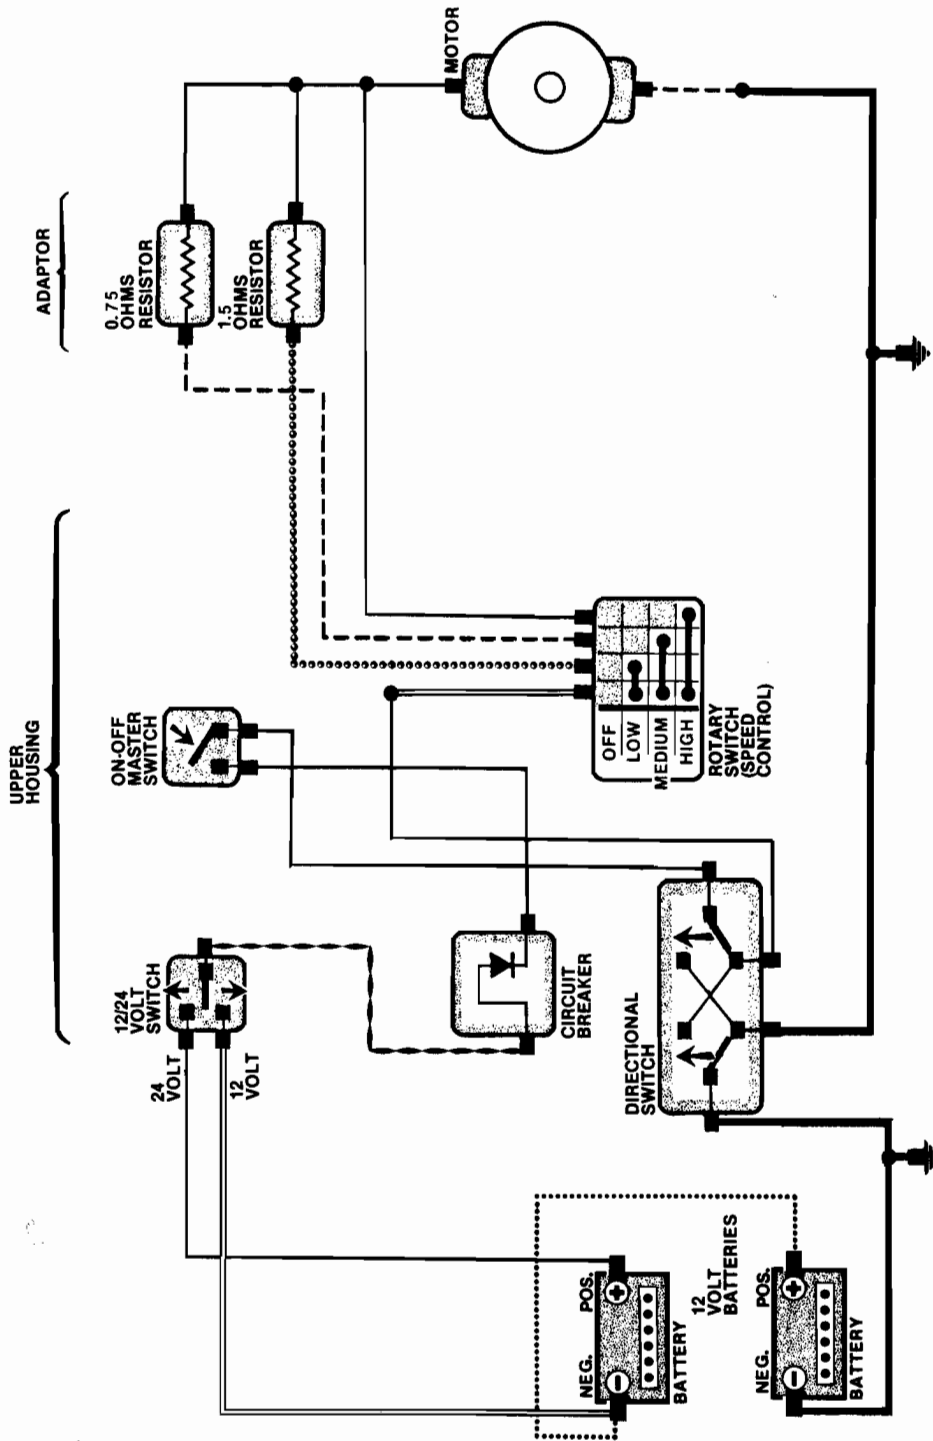 MOTOR
ADAPTOR
0.75
OHMS
RESISTOR
1.5
OHMS
RESISTOR
UPPER
HOUSING
ON-OFF
MASTER
SWITCH
OFF
LOW
MEDIUM
HIGH
ROTARY
SWITCH
(SPEED
CONTROL)
12/24
VOLT
SWITCH
24
VOLT
12
VOLT
CIRCUIT
BREAKER
DIRECTIONAL
SWITCH
NEG.
POS.
BATTERY
12
VOLT
BATTERIES
NEG.
POS.
BATTERY